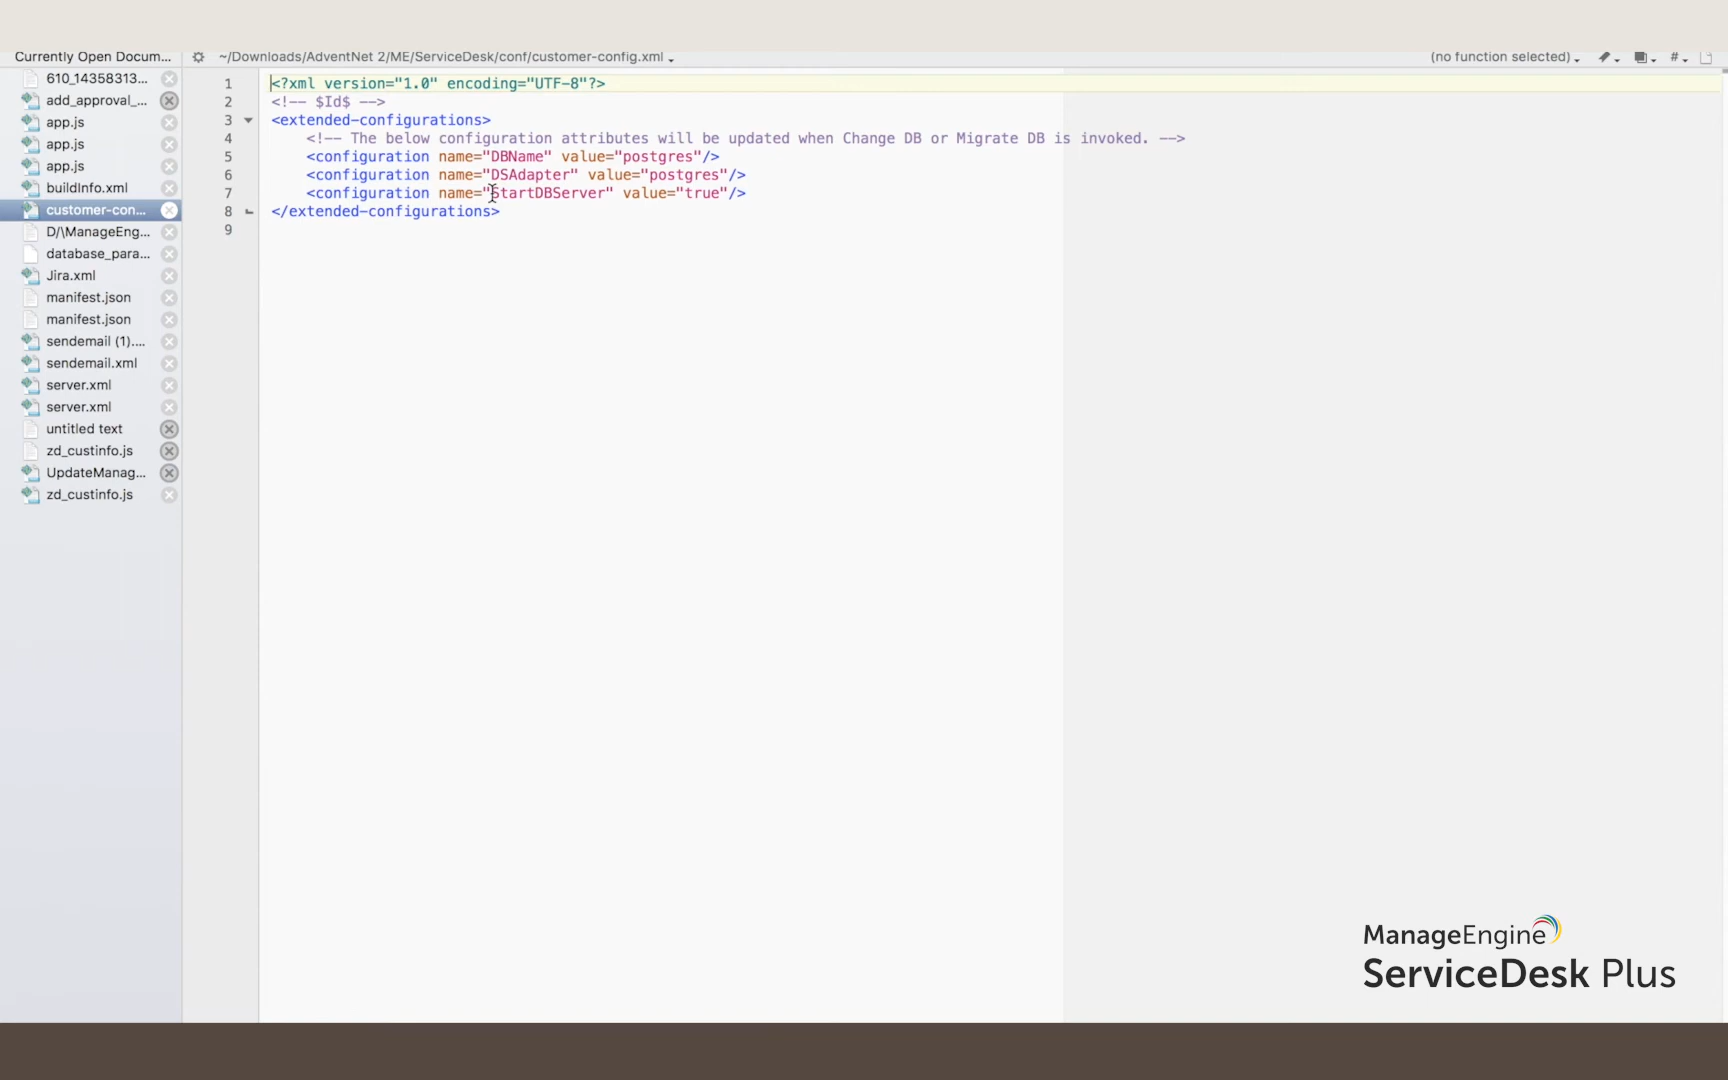 Currently Open Docum...
~/Downloads/AdventNet 2/ME/ServiceDesk/conf/customer-config.xml
(no function selected)
#
610_14358313...
add_approval_...
app.js
app.js
app.js
buildInfo.xml
customer-con...
D/\ManageEng...
database_para...
Jira.xml
manifest.json
manifest.json
sendemail (1)....
sendemail.xml
server.xml
server.xml
untitled text
zd_custinfo.js
UpdateManag...
zd_custinfo.js
1 <?xml version="1.0" encoding="UTF-8"?>
2 <!-- $Id$ -->
3 <extended-configurations>
4 <!-- The below configuration attributes will be updated when Change DB or Migrate DB is invoked. -->
5 <configuration name="DBName" value="postgres"/>
6 <configuration name="DSAdapter" value="postgres"/>
7 <configuration name="StartDBServer" value="true"/>
8 </extended-configurations>
9
ManageEngine
ServiceDesk Plus